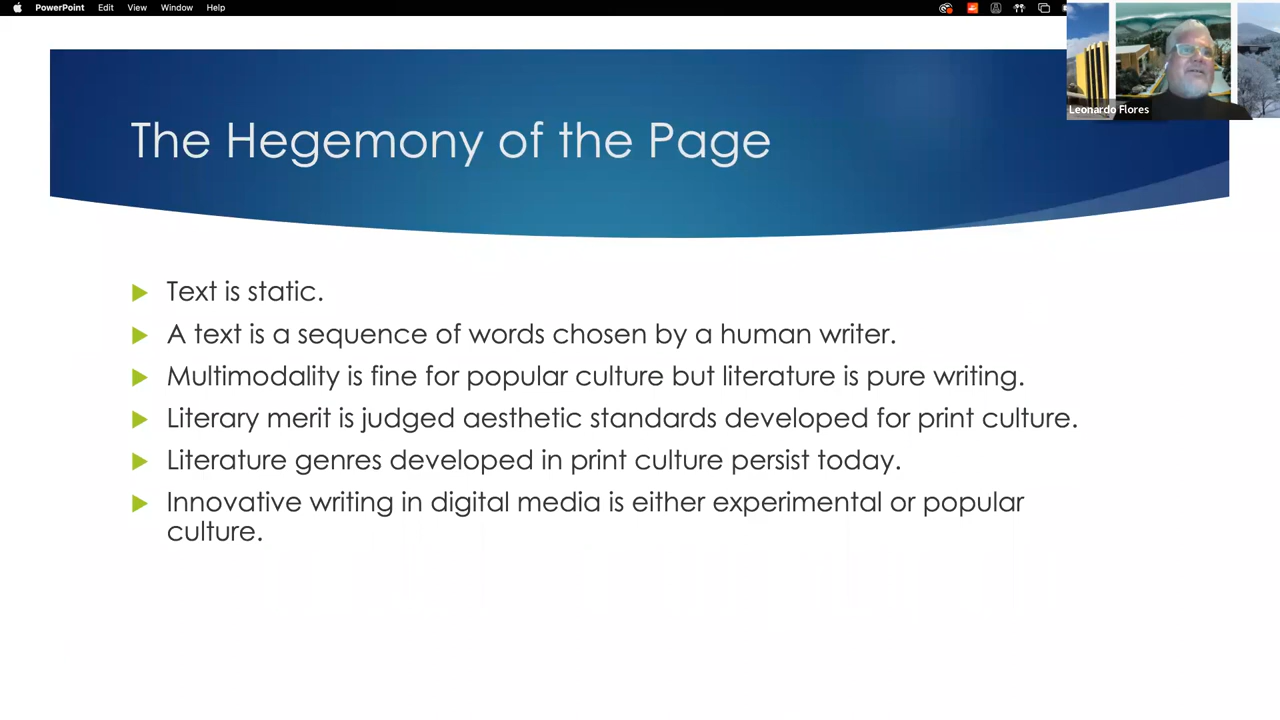 PowerPoint Edit View Window Help
Leonardo Flores
The Hegemony of the Page
Text is static.
A text is a sequence of words chosen by a human writer.
Multimodality is fine for popular culture but literature is pure writing.
Literary merit is judged aesthetic standards developed for print culture.
Literature genres developed in print culture persist today.
Innovative writing in digital media is either experimental or popular
culture.